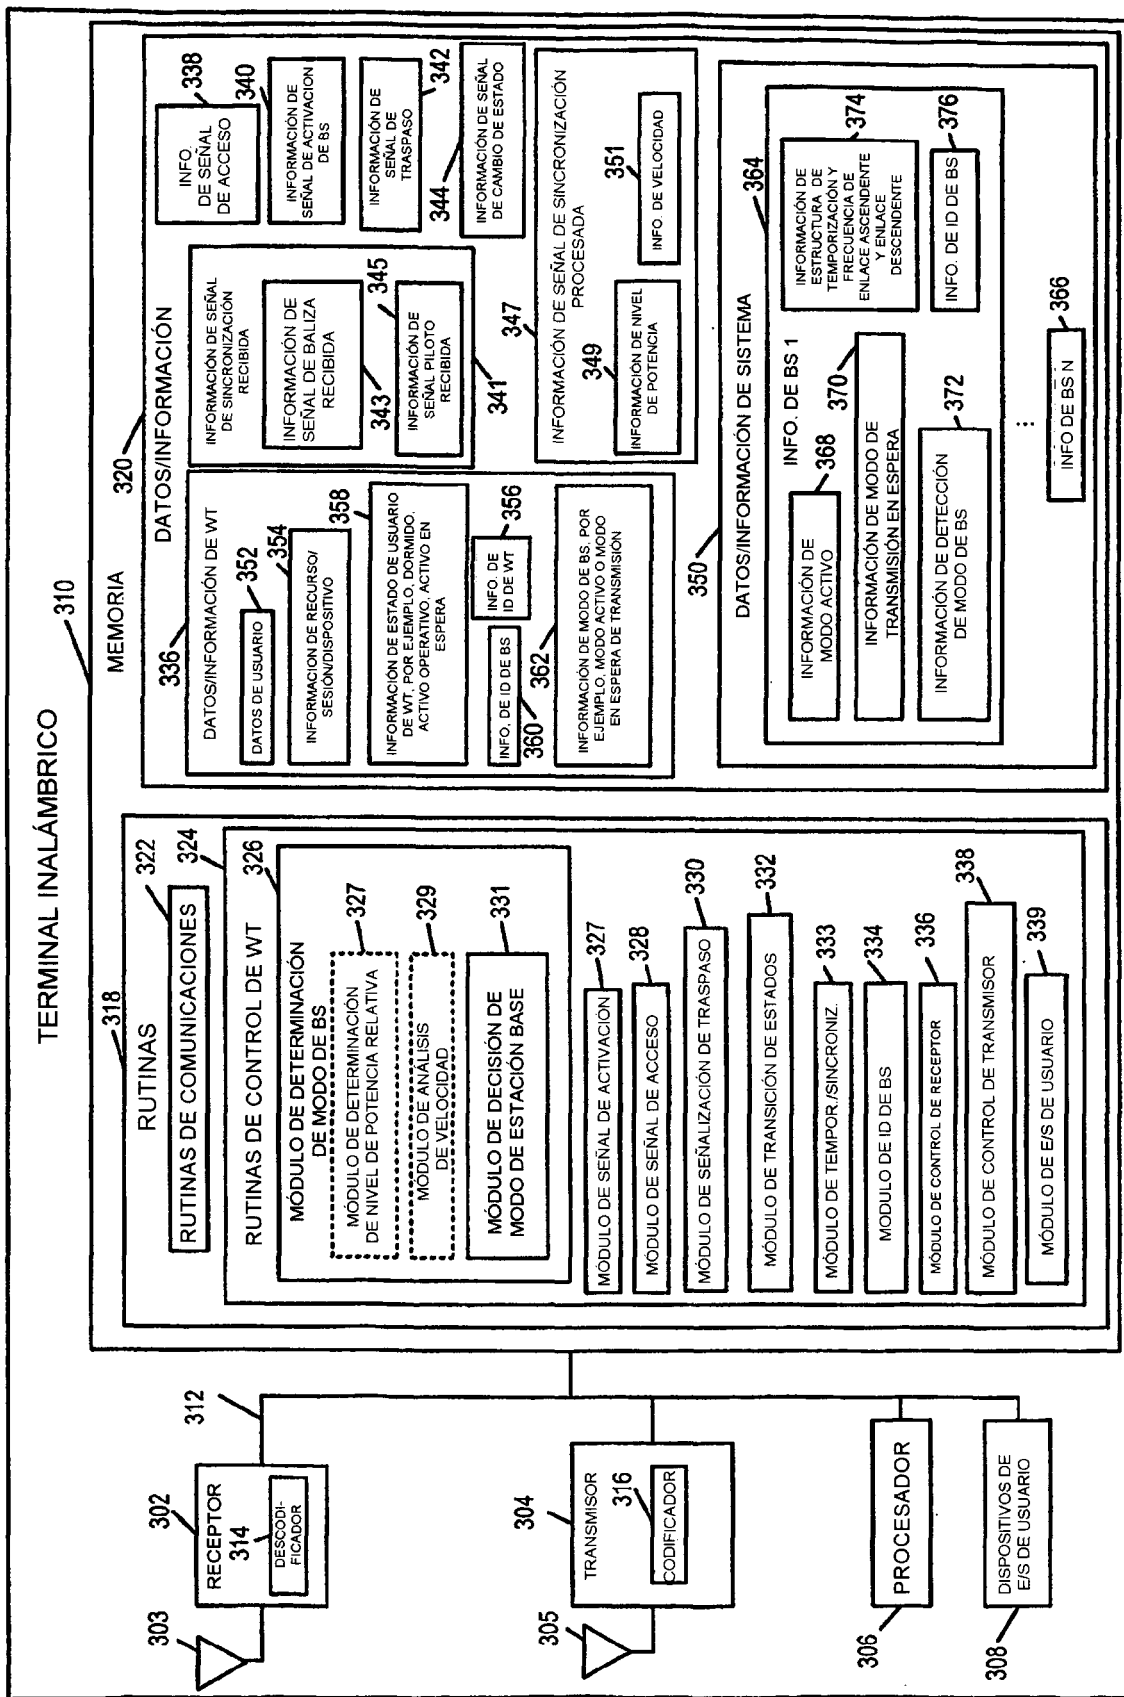 TERMINAL INALÁMBRICO
310
MEMORIA
303
302
RECEPTOR
314
DESCODI-
FICADOR
312
305
304
TRANSMISOR
316
CODIFICADOR
306
PROCESADOR
308
DISPOSITIVOS DE
E/S DE USUARIO
318
RUTINAS
322
RUTINAS DE COMUNICACIONES
324
RUTINAS DE CONTROL DE WT
326
MÓDULO DE DETERMINACIÓN
DE MODO DE BS
327
MÓDULO DE DETERMINACIÓN
DE NIVEL DE POTENCIA RELATIVA
329
MÓDULO DE ANÁLISIS
DE VELOCIDAD
331
MÓDULO DE DECISIÓN DE
MODO DE ESTACIÓN BASE
327
MÓDULO DE SEÑAL DE ACTIVACIÓN
328
MÓDULO DE SEÑAL DE ACCESO
330
MÓDULO DE SEÑALIZACIÓN DE TRASPASO
332
MÓDULO DE TRANSICIÓN DE ESTADOS
333
MÓDULO DE TEMPOR./SINCRONIZ.
334
MODULO DE ID DE BS
336
MÓDULO DE CONTROL DE RECEPTOR
338
MÓDULO DE CONTROL DE TRANSMISOR
339
MÓDULO DE E/S DE USUARIO
320
DATOS/INFORMACIÓN
336
DATOS/INFORMACIÓN DE WT
352
DATOS DE USUARIO
354
INFORMACION DE RECURSO/
SESIÓN/DISPOSITIVO
358
INFORMACIÓN DE ESTADO DE USUARIO
DE WT, POR EJEMPLO, DORMIDO,
ACTIVO OPERATIVO, ACTIVO EN
ESPERA
360
INFO. DE ID DE BS
356
INFO. DE
ID DE WT
362
INFORMACIÓN DE MODO DE BS, POR
EJEMPLO, MODO ACTIVO O MODO
EN ESPERA DE TRANSMISIÓN
INFORMACIÓN DE SEÑAL
DE SINCRONIZACIÓN
RECIBIDA
INFORMACIÓN DE
SEÑAL DE BALIZA
RECIBIDA
343
345
INFORMACIÓN DE
SEÑAL PILOTO
RECIBIDA
341
338
INFO.
DE SEÑAL
DE ACCESO
340
INFORMACIÓN DE
SEÑAL DE ACTIVACION
DE BS
INFORMACIÓN DE
SEÑAL DE
TRASPASO
342
344
INFORMACIÓN DE SEÑAL
DE CAMBIO DE ESTADO
347
INFORMACIÓN DE SEÑAL DE SINCRONIZACIÓN
PROCESADA
349
INFORMACIÓN DE NIVEL
DE POTENCIA
351
INFO. DE VELOCIDAD
350
DATOS/INFORMACIÓN DE SISTEMA
364
INFO. DE BS 1
368
INFORMACIÓN DE
MODO ACTIVO
370
INFORMACIÓN DE MODO DE
TRANSMISIÓN EN ESPERA
372
INFORMACIÓN DE DETECCIÓN
DE MODO DE BS
374
INFORMACIÓN DE
ESTRUCTURA DE
TEMPORIZACIÓN Y
FRECUENCIA DE
ENLACE ASCENDENTE
Y ENLACE
DESCENDENTE
376
INFO. DE ID DE BS
...
366
INFO DE BS N